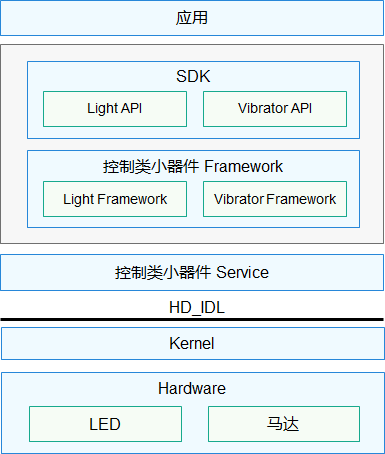 应用
SDK
Light API
Vibrator API
控制类小器件 Framework
Light Framework
Vibrator Framework
控制类小器件 Service
HD_IDL
Kernel
Hardware
LED
马达